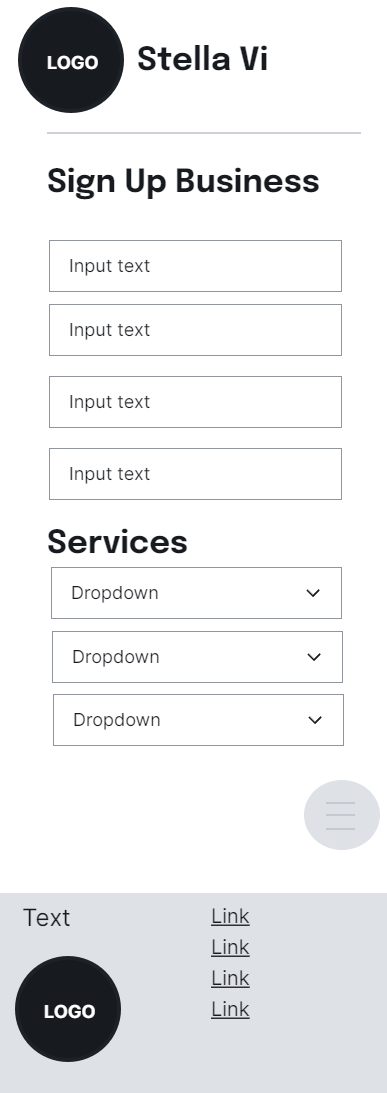 LOGO
Stella Vi
Sign Up Business
Input text
Input text
Input text
Input text
Services
Dropdown
Dropdown
Dropdown
Text
LOGO
Link
Link
Link
Link